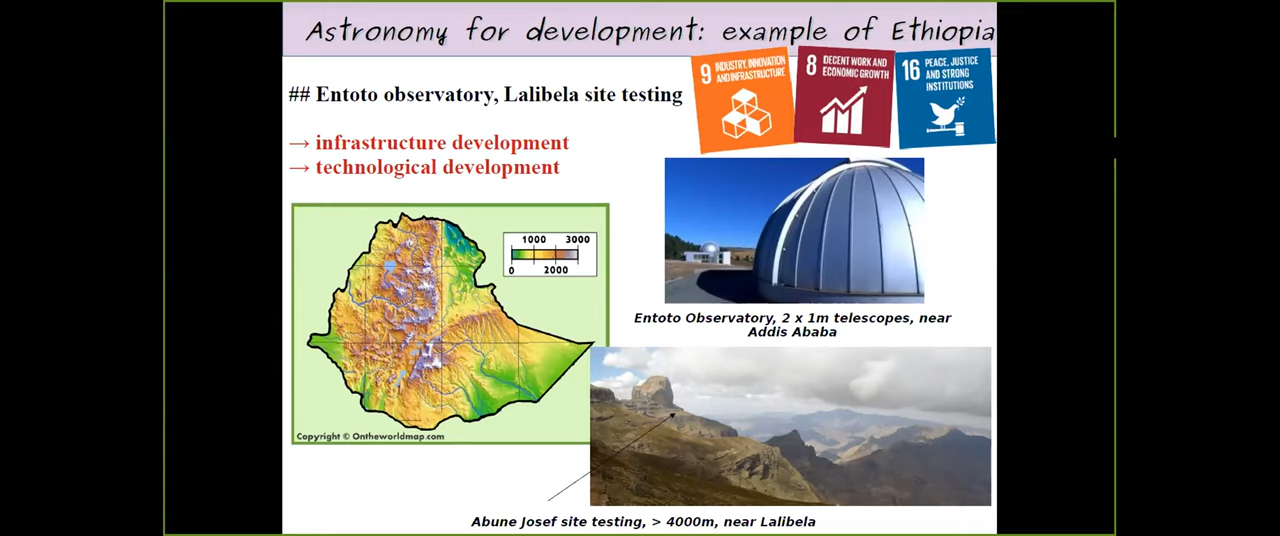 Astronomy for development: example of Ethiopia
9 INDUSTRY, INNOVATION
AND INFRASTRUCTURE
8 DECENT WORK AND
ECONOMIC GROWTH
16 PEACE, JUSTICE
AND STRONG
INSTITUTIONS
## Entoto observatory, Lalibela site testing
→ infrastructure development
→ technological development
1000 3000
0 2000
Copyright © Ontheworldmap.com
Entoto Observatory, 2 x 1m telescopes, near
Addis Ababa
Abune Josef site testing, > 4000m, near Lalibela